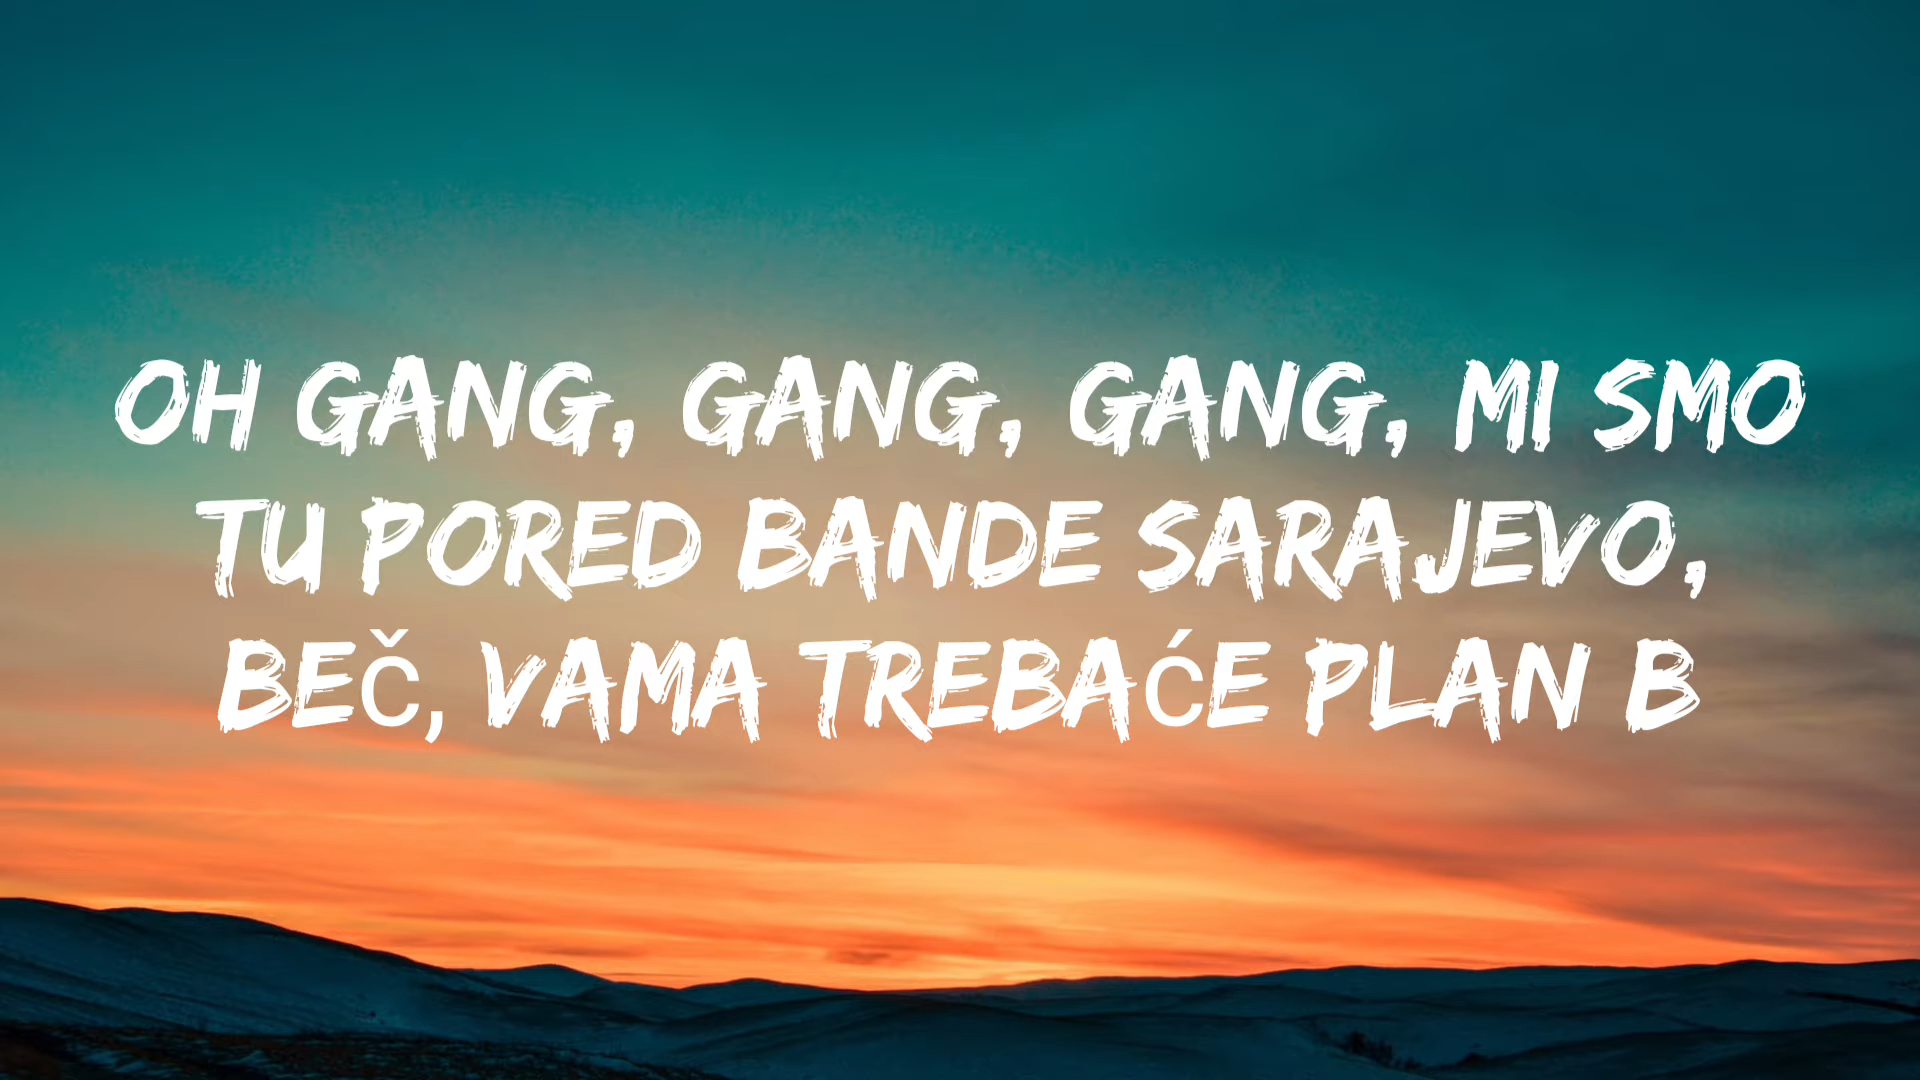 OH GANG, GANG, GANG, MI SMO
TU PORED BANDE SARAJEVO,
BEč, VAMA TREBAćE PLAN B